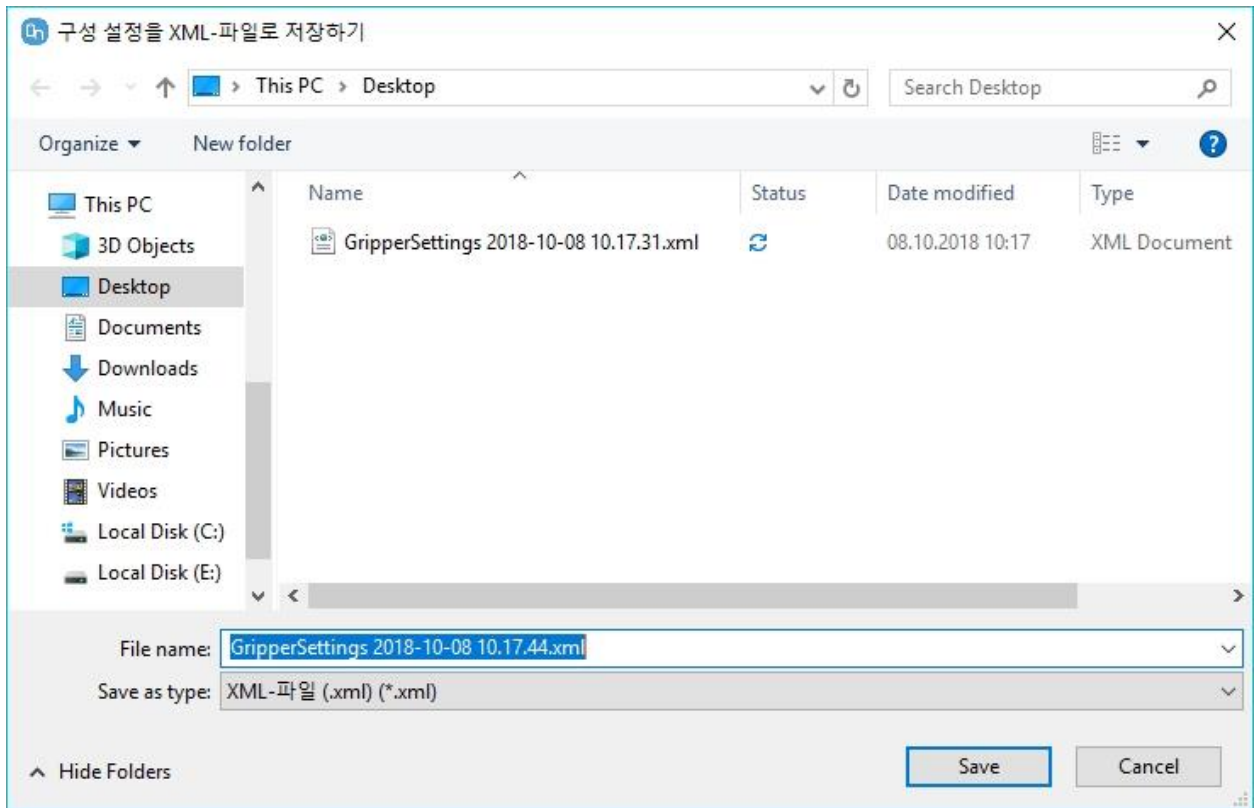 구성 설정을 XML-파일로 저장하기
This PC > Desktop
Search Desktop
Organize
New folder
Name
Status
Date modified
Type
This PC
3D Objects
Desktop
Documents
Downloads
Music
Pictures
Videos
Local Disk (C:)
Local Disk (E:)
GripperSettings 2018-10-08 10.17.31.xml
08.10.2018 10:17
XML Document
File name: GripperSettings 2018-10-08 10.17.44.xml
Save as type: XML-파일 (.xml) (*.xml)
Hide Folders
Save
Cancel